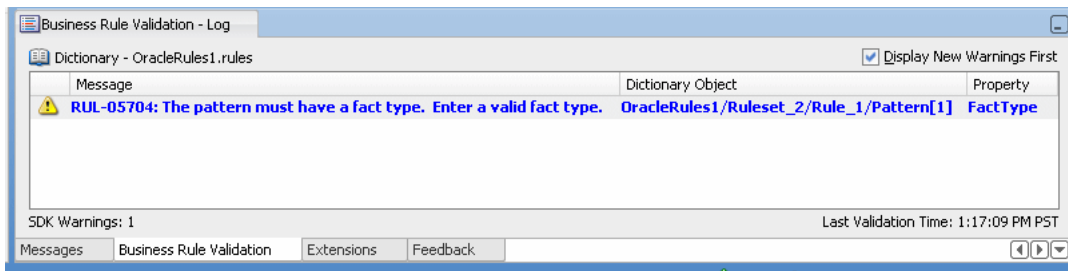 Business Rule Validation - Log
Dictionary - OracleRules1.rules Display New Warnings First
Message Dictionary Object Property
RUL-05704: The pattern must have a fact type. Enter a valid fact type. OracleRules1/Ruleset_2/Rule_1/Pattern[1] FactType
SDK Warnings: 1 Last Validation Time: 1:17:09 PM PST
Messages Business Rule Validation Extensions Feedback